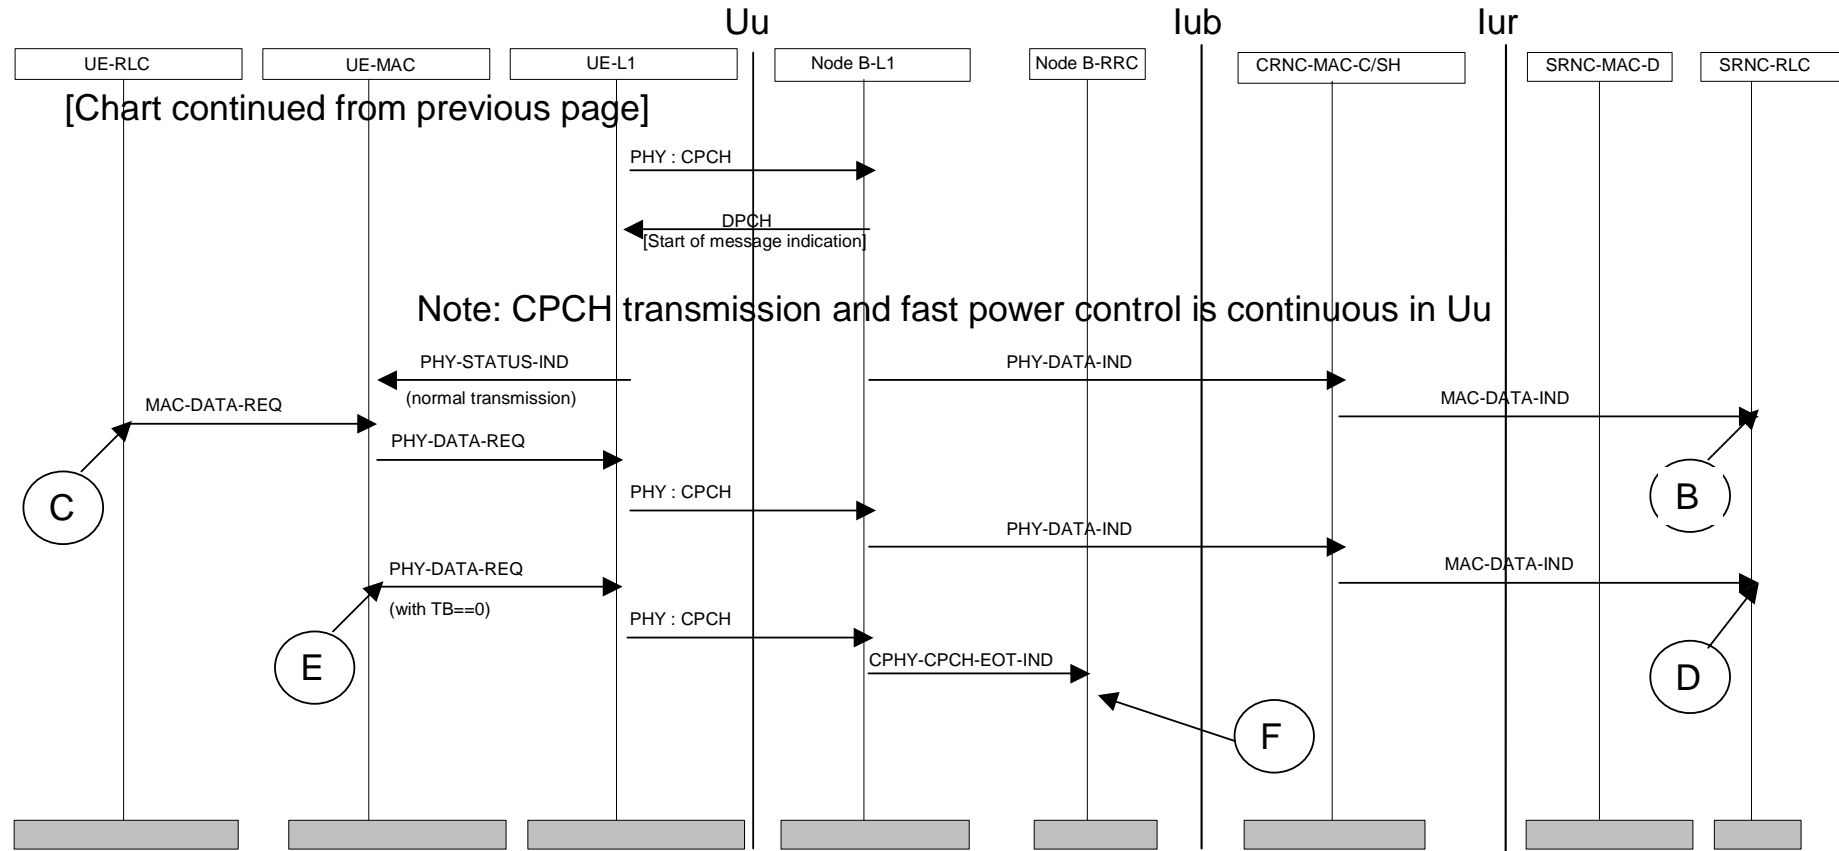 Uu
Iub
Iur
UE-RLC
UE-MAC
UE-L1
Node B-L1
Node B-RRC
CRNC-MAC-C/SH
SRNC-MAC-D
SRNC-RLC
[Chart continued from previous page]
PHY : CPCH
DPCH
[Start of message indication]
Note: CPCH transmission and fast power control is continuous in Uu
PHY-STATUS-IND
(normal transmission)
PHY-DATA-IND
MAC-DATA-REQ
MAC-DATA-IND
PHY-DATA-REQ
C
B
PHY : CPCH
PHY-DATA-IND
MAC-DATA-IND
PHY-DATA-REQ
(with TB==0)
PHY : CPCH
E
CPHY-CPCH-EOT-IND
D
F